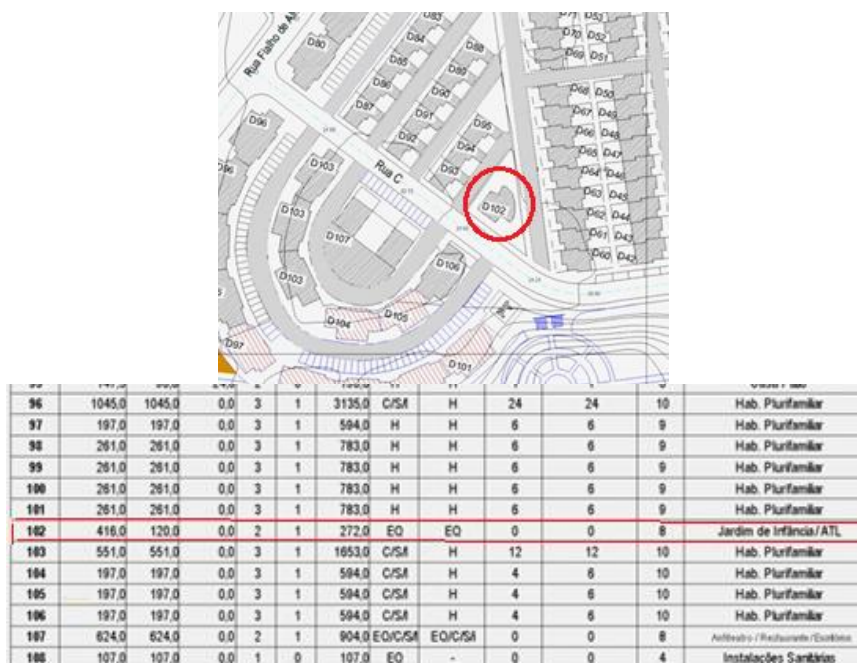 D83
D84
D85
D86
D87
D80
D88
D89
D90
D91
D92
D95
D94
D93
D53
D70 D52
D69 D51
D68 D50
D67 D49
D66 D48
D65 D47
D64 D46
D63 D45
D62 D44
D61 D43
D60 D42
Rua Fialho de
D96
D103
Rua C
D102
D103
D107
D103
D106
D105
D104
D97
D101
96 1045,0 1045,0 0,0 3 1 3135,0 C/S/I H 24 24 10 Hab. Plurifamiliar
97 197,0 197,0 0,0 3 1 594,0 H H 6 6 9 Hab. Plurifamiliar
98 261,0 261,0 0,0 3 1 783,0 H H 6 6 9 Hab. Plurifamiliar
99 261,0 261,0 0,0 3 1 783,0 H H 6 6 9 Hab. Plurifamiliar
100 261,0 261,0 0,0 3 1 783,0 H H 6 6 9 Hab. Plurifamiliar
101 261,0 261,0 0,0 3 1 783,0 H H 6 6 9 Hab. Plurifamiliar
102 416,0 120,0 0,0 2 1 272,0 EQ EQ 0 0 8 Jardim de Infância/ATL
103 551,0 551,0 0,0 3 1 1653,0 C/S/I H 12 12 10 Hab. Plurifamiliar
104 197,0 197,0 0,0 3 1 594,0 C/S/I H 4 6 10 Hab. Plurifamiliar
105 197,0 197,0 0,0 3 1 594,0 C/S/I H 4 6 10 Hab. Plurifamiliar
106 197,0 197,0 0,0 3 1 594,0 C/S/I H 4 6 10 Hab. Plurifamiliar
107 624,0 624,0 0,0 2 1 904,0 EQ/C/S/I EQ/C/S/I 0 0 8 Anfiteatro / Restaurante / Escritórios
108 107,0 107,0 0,0 1 0 107,0 EQ - 0 0 4 Instalações Sanitárias